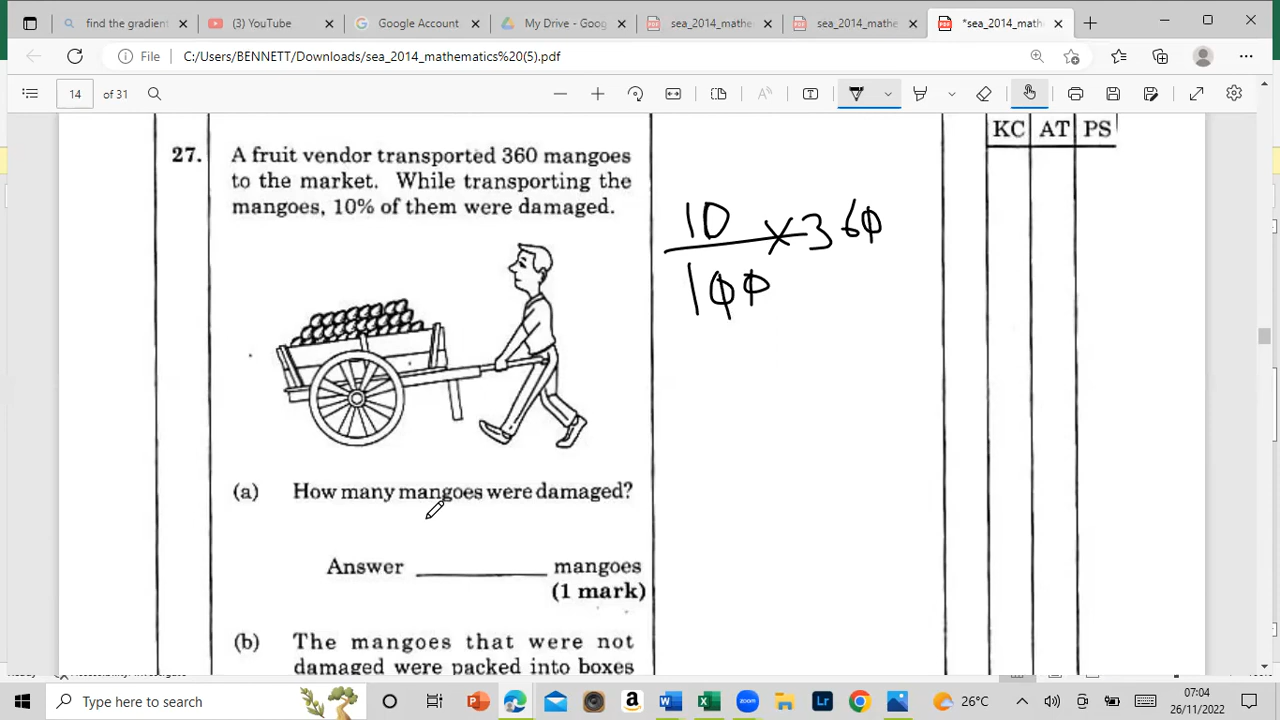 find the gradient
(3) YouTube
Google Account
My Drive - Goog
sea_2014_mathe
sea_2014_mathe
*sea_2014_math
File
C:/Users/BENNETT/Downloads/sea_2014_mathematics%20(5).pdf
14 of 31
KC AT PS
27. A fruit vendor transported 360 mangoes
to the market. While transporting the
mangoes, 10% of them were damaged.
10
× 360
100
(a) How many mangoes were damaged?
Answer ____________ mangoes
(1 mark)
(b) The mangoes that were not
damaged were packed into boxes
Type here to search
26°C
07:04
26/11/2022